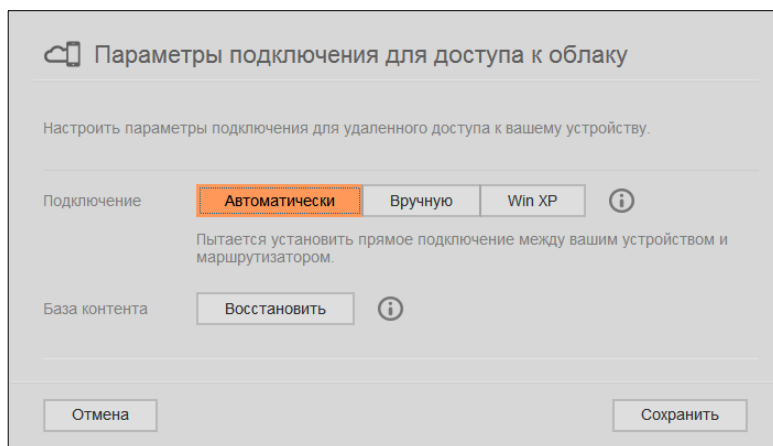 Параметры подключения для доступа к облаку
Настроить параметры подключения для удаленного доступа к вашему устройству.
Подключение Автоматически Вручную Win XP
Пытается установить прямое подключение между вашим устройством и
маршрутизатором.
База контента Восстановить
Отмена Сохранить